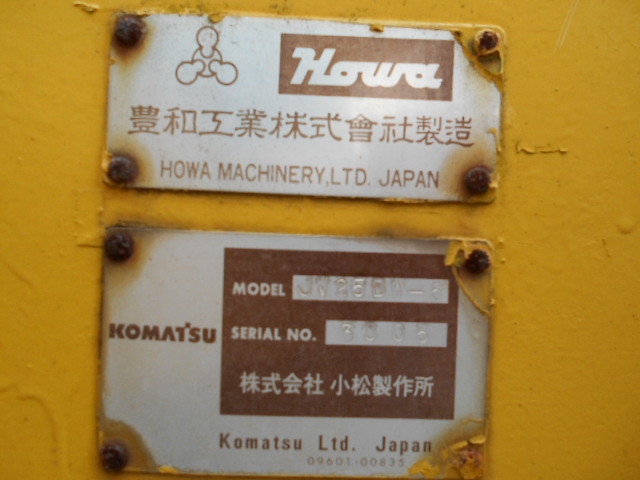 Howa
豊和工業株式會社製造
HOWA MACHINERY, LTD. JAPAN
MODEL
KOMATSU SERIAL NO.
株式会社 小松製作所
Komatsu Ltd. Japan
09601-00835